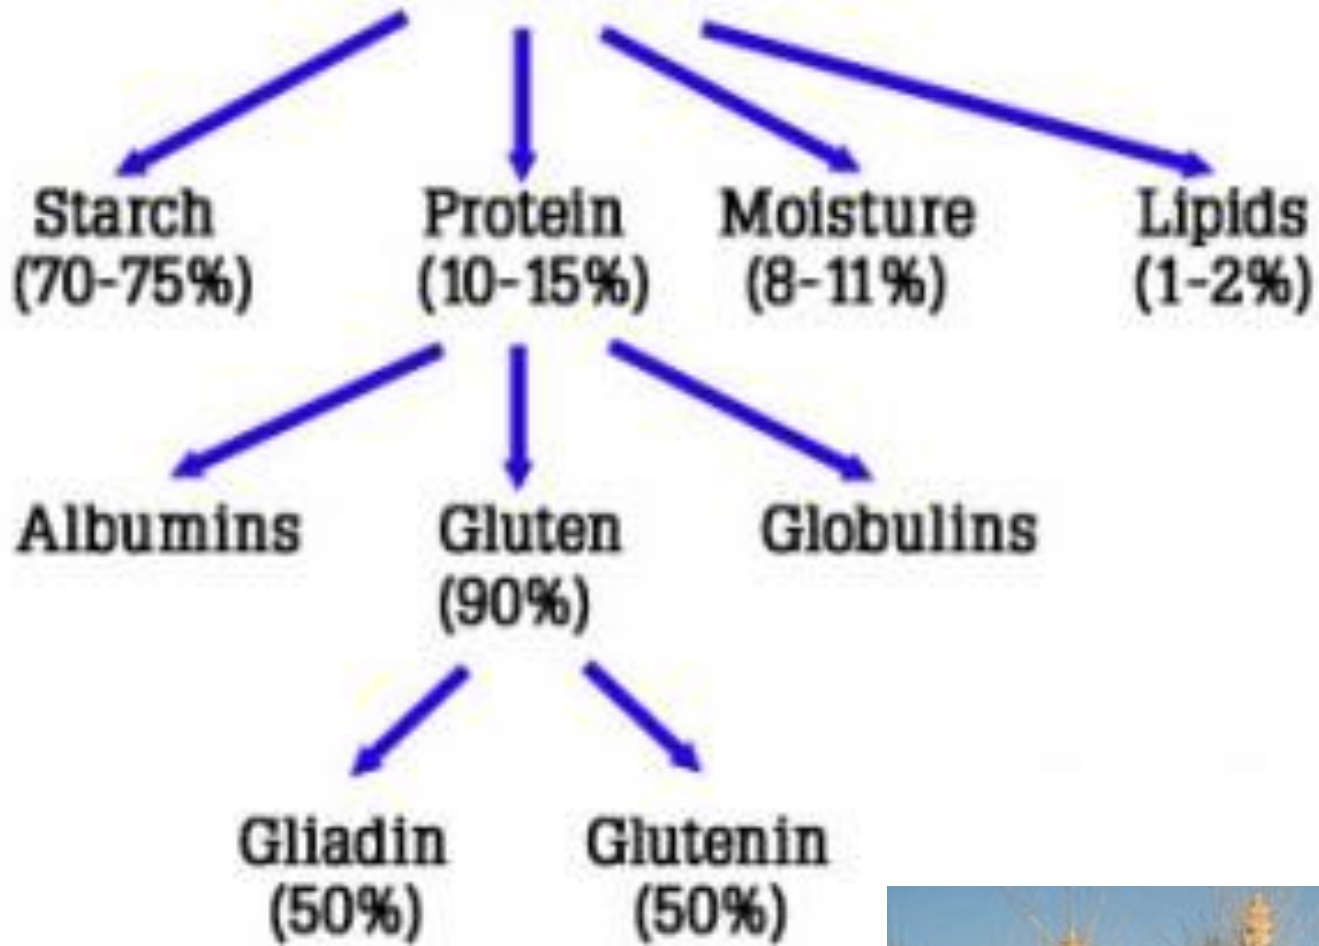 Starch Protein Moisture Lipids
(70-75%) (10-15%) (8-11%) (1-2%)
Albumins Gluten Globulins
(90%)
Gliadin Glutenin
(50%) (50%)